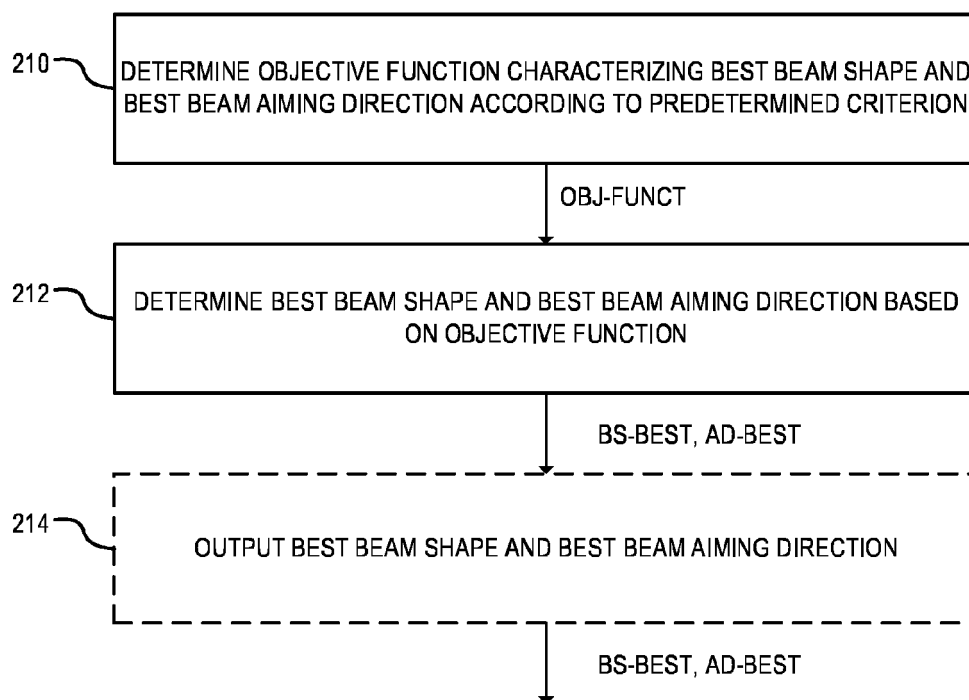 210
DETERMINE OBJECTIVE FUNCTION CHARACTERIZING BEST BEAM SHAPE AND
BEST BEAM AIMING DIRECTION ACCORDING TO PREDETERMINED CRITERION
OBJ-FUNCT
212
DETERMINE BEST BEAM SHAPE AND BEST BEAM AIMING DIRECTION BASED
ON OBJECTIVE FUNCTION
BS-BEST, AD-BEST
214
OUTPUT BEST BEAM SHAPE AND BEST BEAM AIMING DIRECTION
BS-BEST, AD-BEST